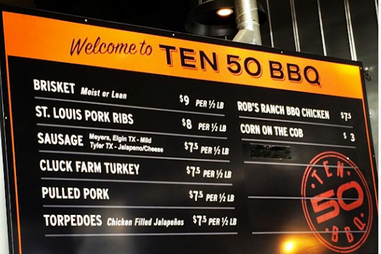 Welcome to TEN 50 BBQ
BRISKET Moist or Lean $9 PER ½ LB
ST. LOUIS PORK RIBS $8 PER ½ LB
SAUSAGE Meyers, Elgin TX - Mild
Tyler TX - Jalapeno/Cheese $7.5 PER ½ LB
CLUCK FARM TURKEY $7.5 PER ½ LB
PULLED PORK $7.5 PER ½ LB
TORPEDOES Chicken Filled Jalapeños $7.5 PER ½ LB
ROB'S RANCH BBQ CHICKEN $7.5
CORN ON THE COB $3
TEN
50
BBQ